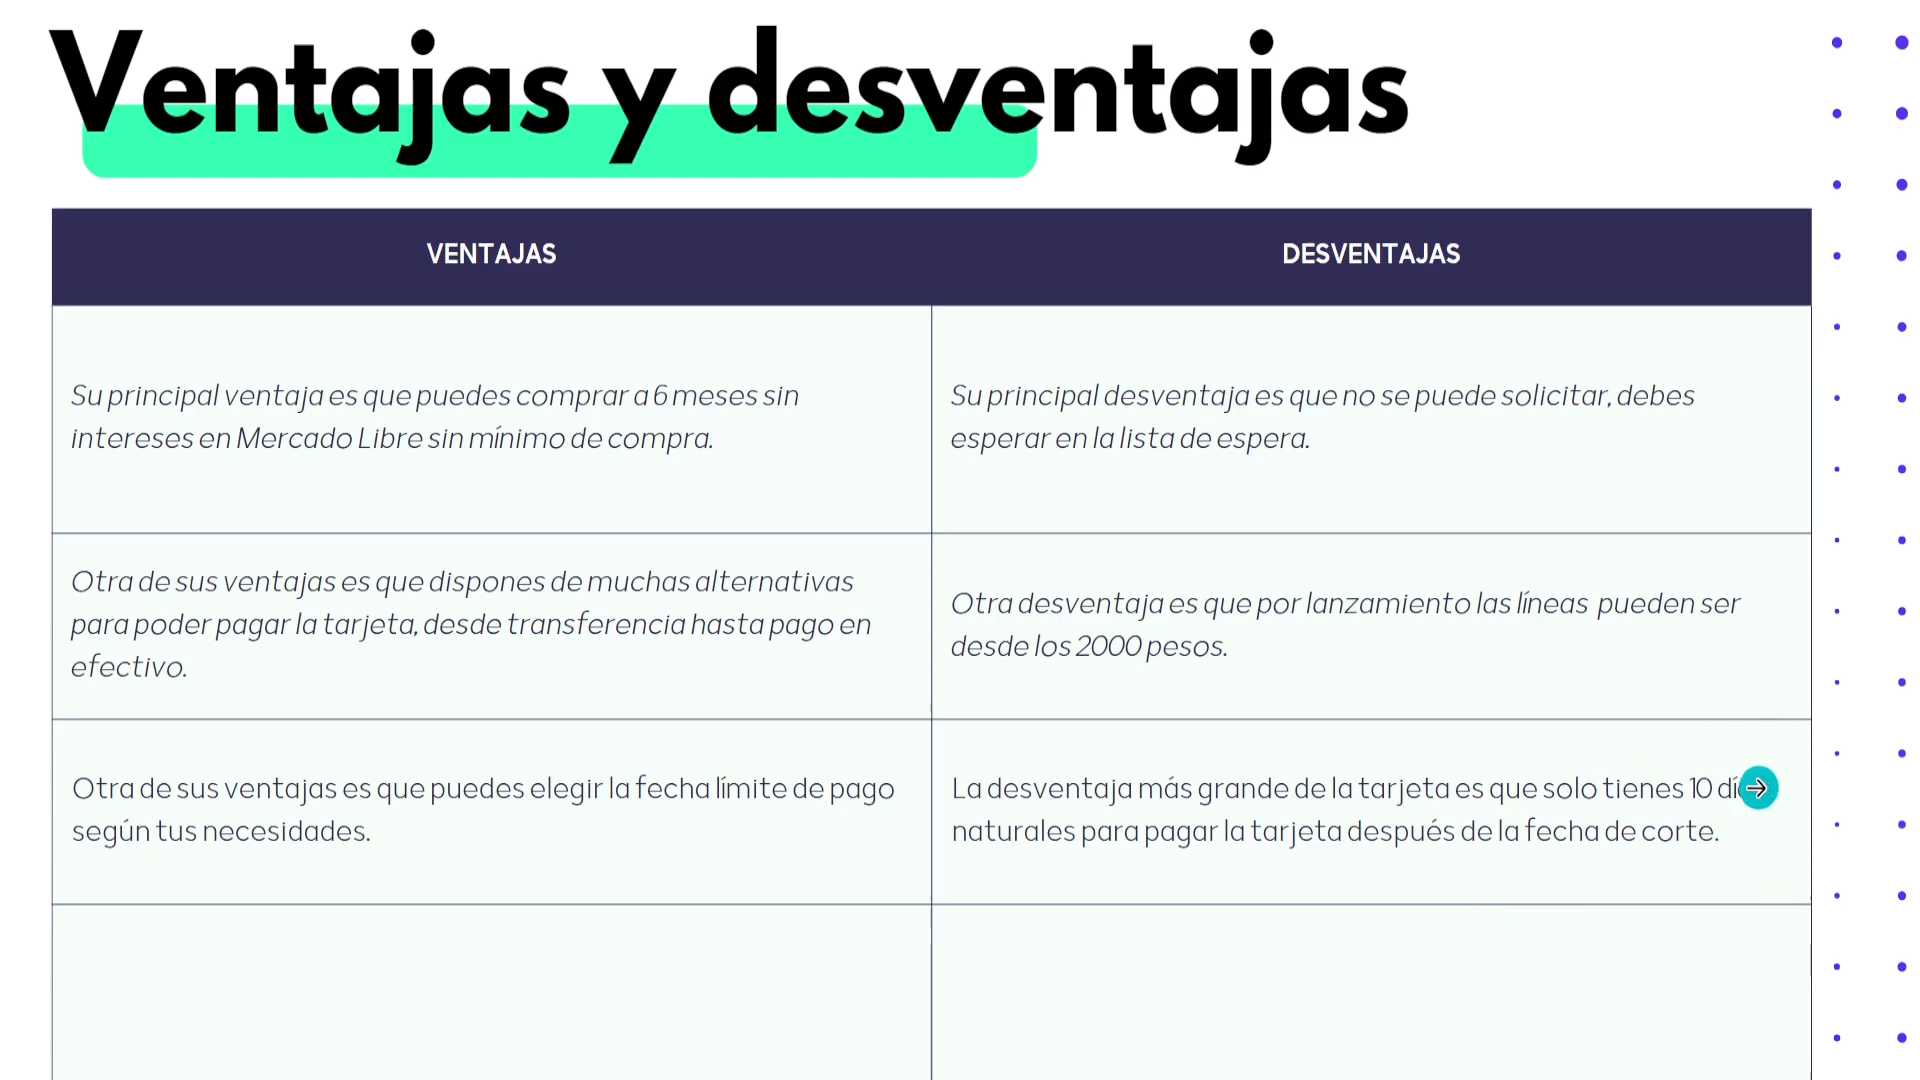 Ventajas y desventajas
VENTAJAS
DESVENTAJAS
Su principal ventaja es que puedes comprar a 6 meses sin
intereses en Mercado Libre sin mínimo de compra.
Su principal desventaja es que no se puede solicitar, debes
esperar en la lista de espera.
Otra de sus ventajas es que dispones de muchas alternativas
para poder pagar la tarjeta, desde transferencia hasta pago en
efectivo.
Otra desventaja es que por lanzamiento las líneas pueden ser
desde los 2000 pesos.
Otra de sus ventajas es que puedes elegir la fecha límite de pago
según tus necesidades.
La desventaja más grande de la tarjeta es que solo tienes 10
naturales para pagar la tarjeta después de la fecha de corte.